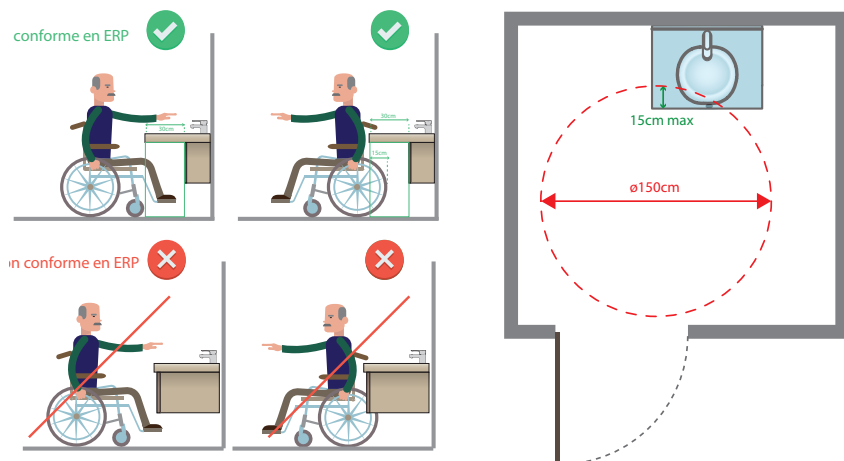 conforme en ERP
30cm
30cm
15cm
15cm max
ø150cm
on conforme en ERP